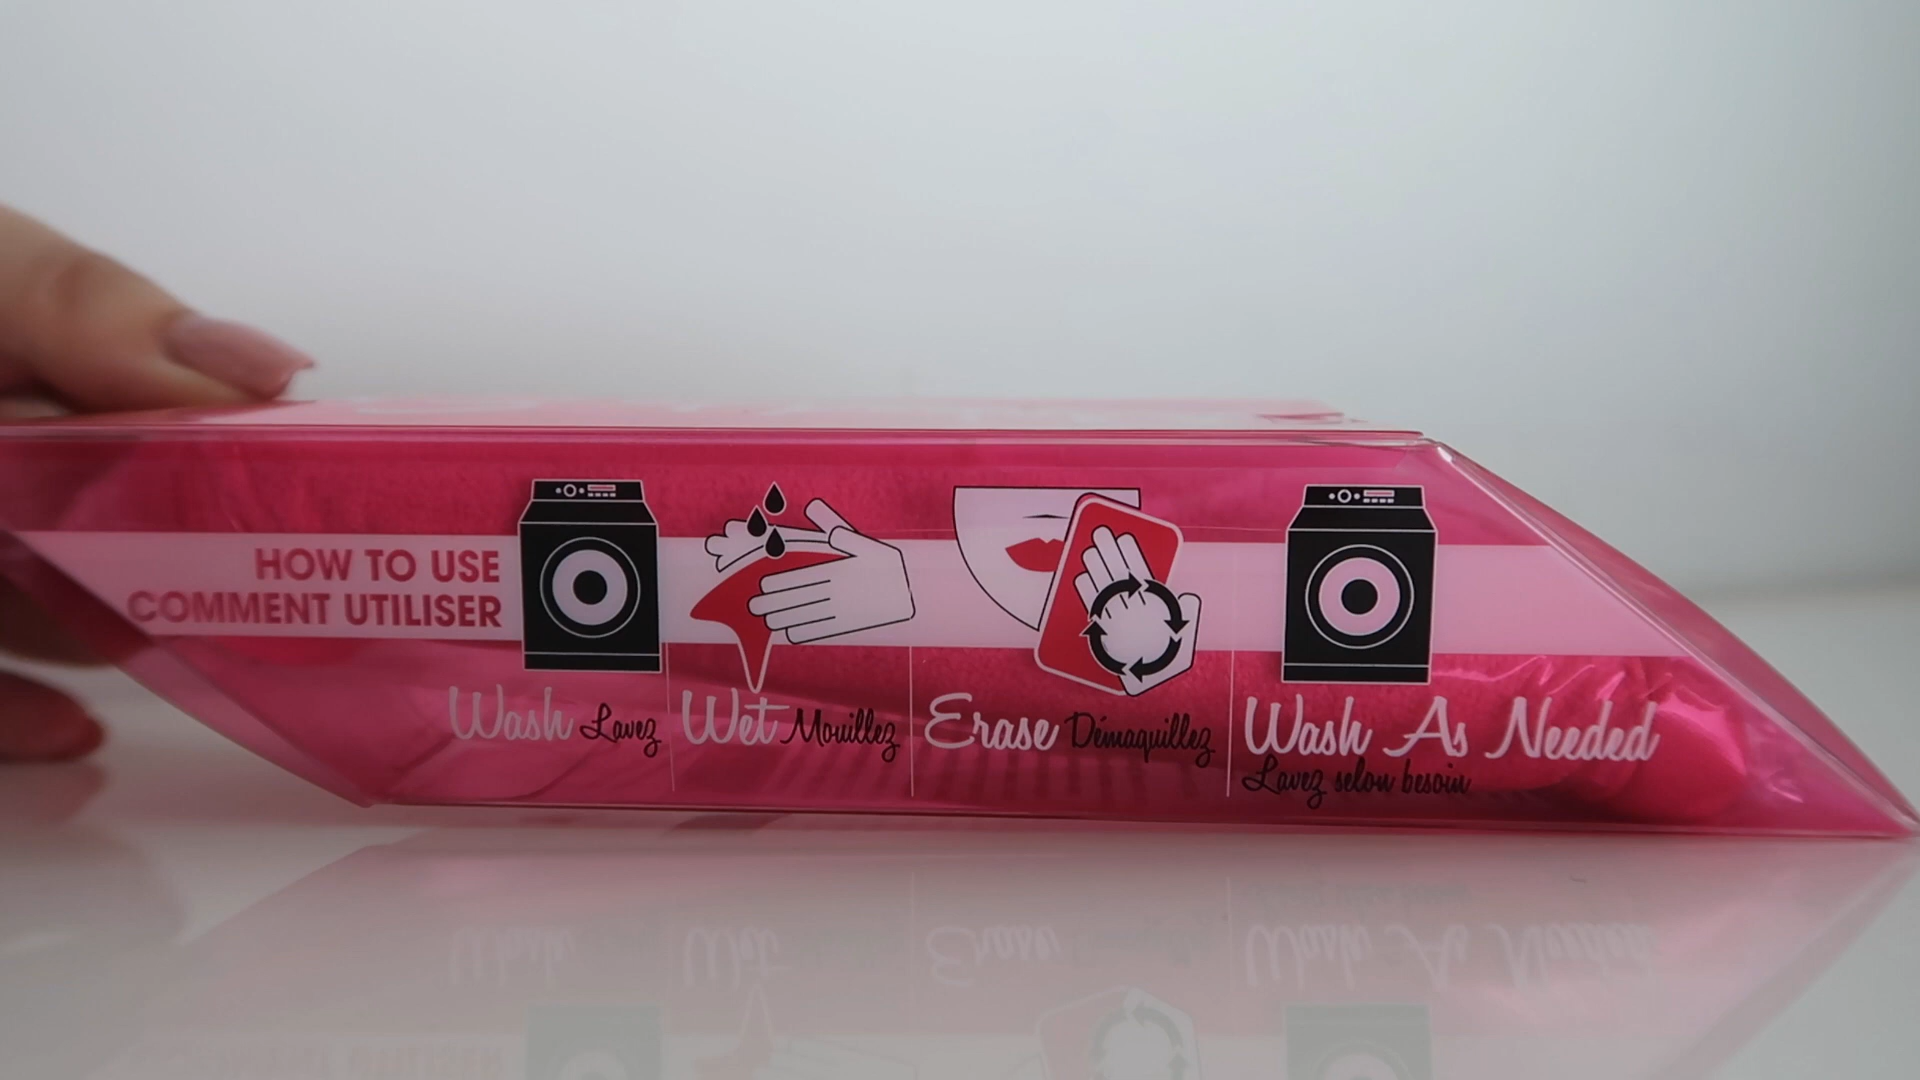 HOW TO USE
COMMENT UTILISER
Wash Lavez
Wet Mouillez
Erase Démaquillez
Wash As Needed
Lavez selon besoin